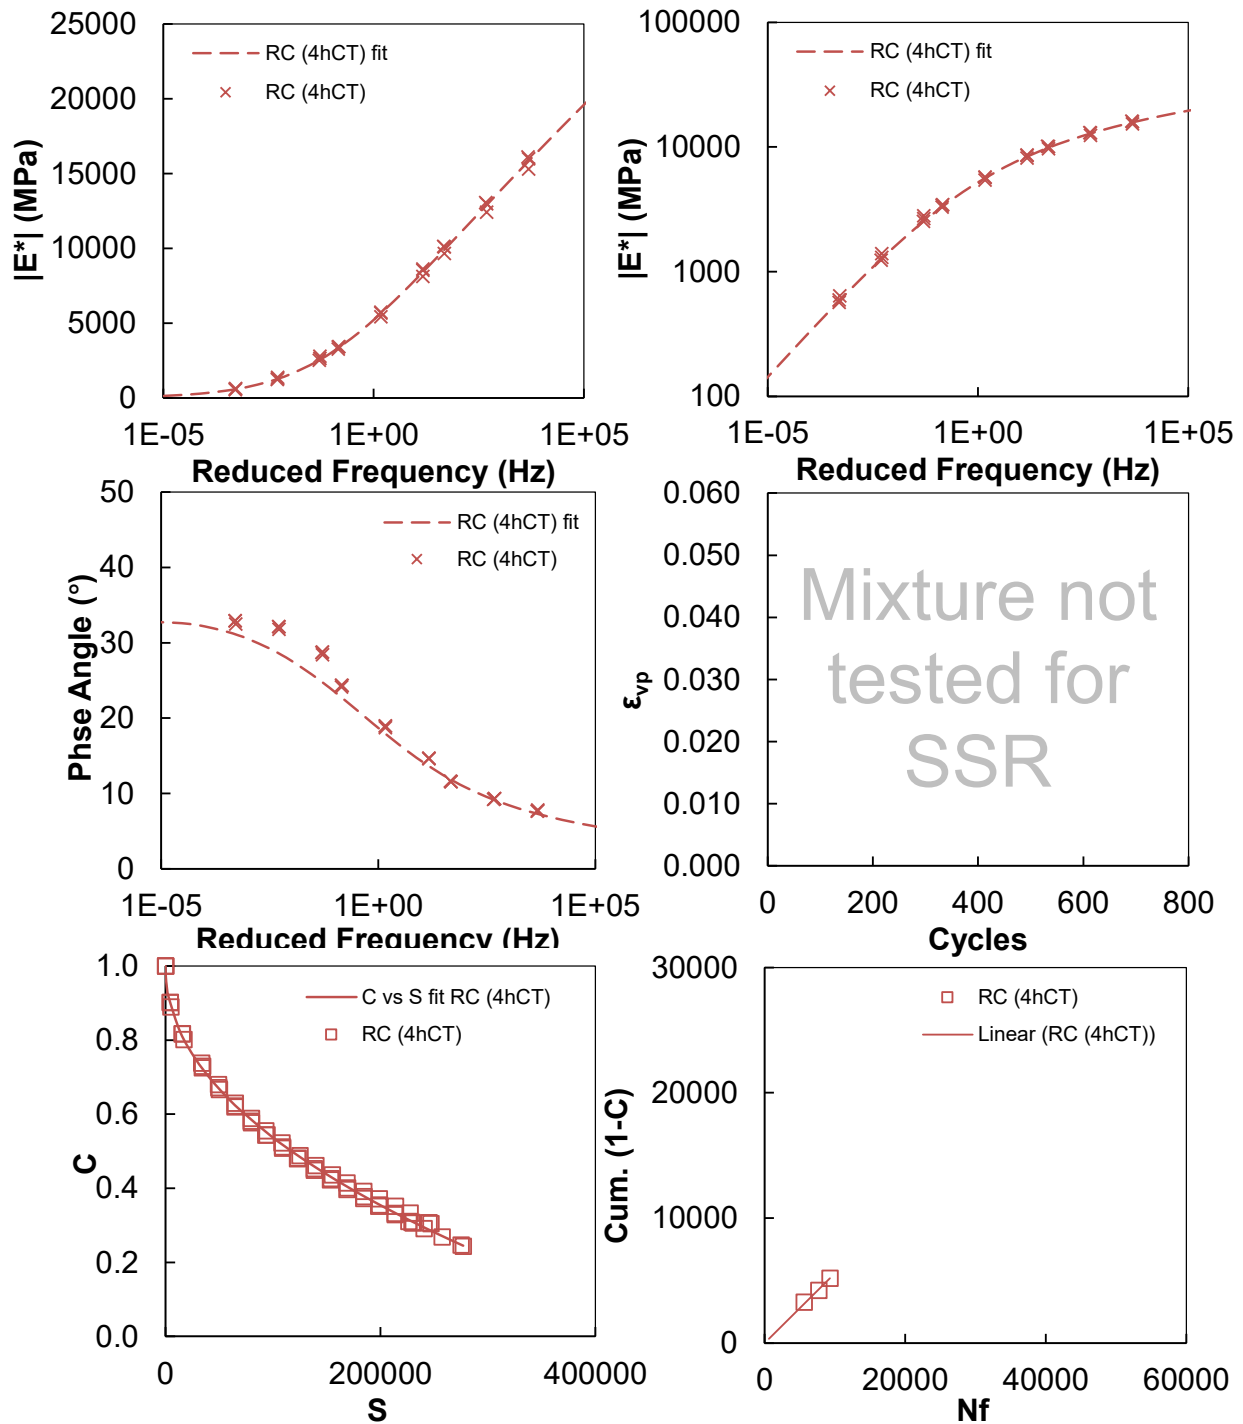 25000
20000
15000
10000
5000
0
|E*| (MPa)
RC (4hCT) fit
RC (4hCT)
1E-05 1E+00 1E+05
Reduced Frequency (Hz)
100000
10000
1000
100
|E*| (MPa)
RC (4hCT) fit
RC (4hCT)
1E-05 1E+00 1E+05
Reduced Frequency (Hz)
50
40
30
20
10
0
Phse Angle (°)
RC (4hCT) fit
RC (4hCT)
1E-05 1E+00 1E+05
Reduced Frequency (Hz)
0.060
0.050
0.040
0.030
0.020
0.010
0.000
εvp
Mixture not
tested for
SSR
0 200 400 600 800
Cycles
1.0
0.8
0.6
0.4
0.2
0.0
C
C vs S fit RC (4hCT)
RC (4hCT)
0 200000 400000
S
30000
20000
10000
0
Cum. (1-C)
RC (4hCT)
Linear (RC (4hCT))
0 20000 40000 60000
Nf